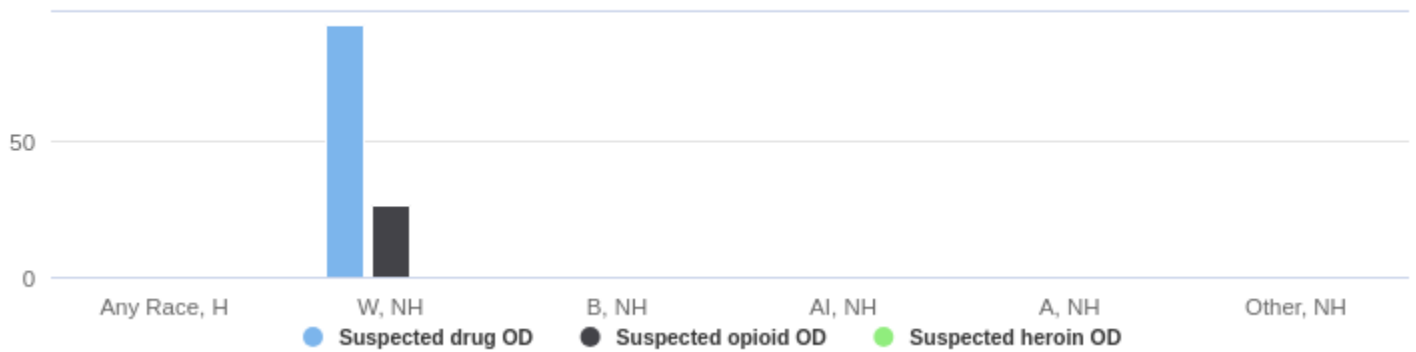 50
0
Any Race, H W, NH B, NH AI, NH A, NH Other, NH
Suspected drug OD Suspected opioid OD Suspected heroin OD